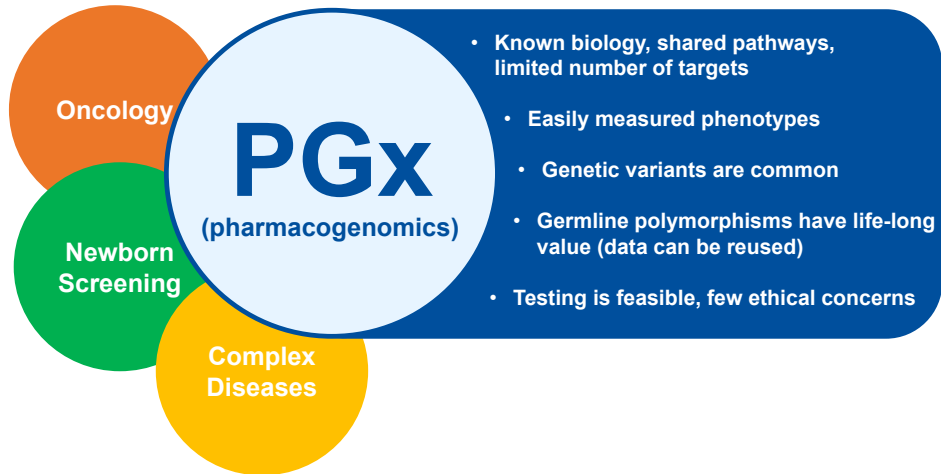 Oncology
Newborn
Screening
Complex
Diseases
PGx
(pharmacogenomics)
• Known biology, shared pathways,
limited number of targets
• Easily measured phenotypes
• Genetic variants are common
• Germline polymorphisms have life-long
value (data can be reused)
• Testing is feasible, few ethical concerns